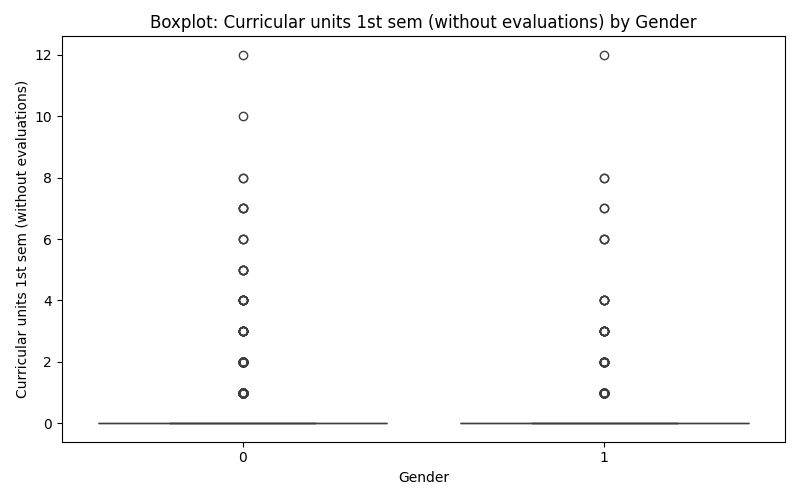 Boxplot: Curricular units 1st sem (without evaluations) by Gender
Curricular units 1st sem (without evaluations)
12
10
8
6
4
2
0
0 1
Gender